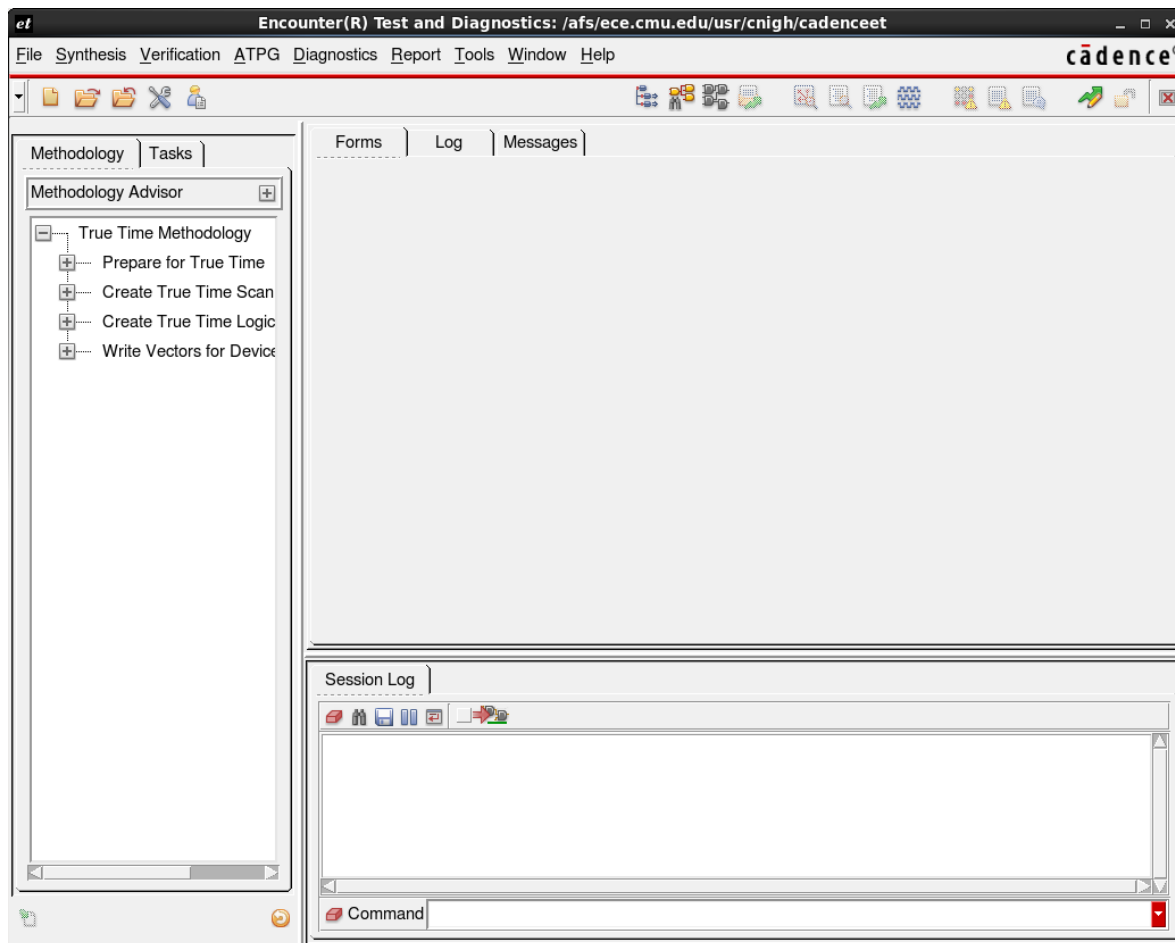 et Encounter(R) Test and Diagnostics: /afs/ece.cmu.edu/usr/cnigh/cadenceet
File Synthesis Verification ATPG Diagnostics Report Tools Window Help cādence
Methodology Tasks
Methodology Advisor
True Time Methodology
Prepare for True Time
Create True Time Scan
Create True Time Logic
Write Vectors for Device
Forms Log Messages
Session Log
Command